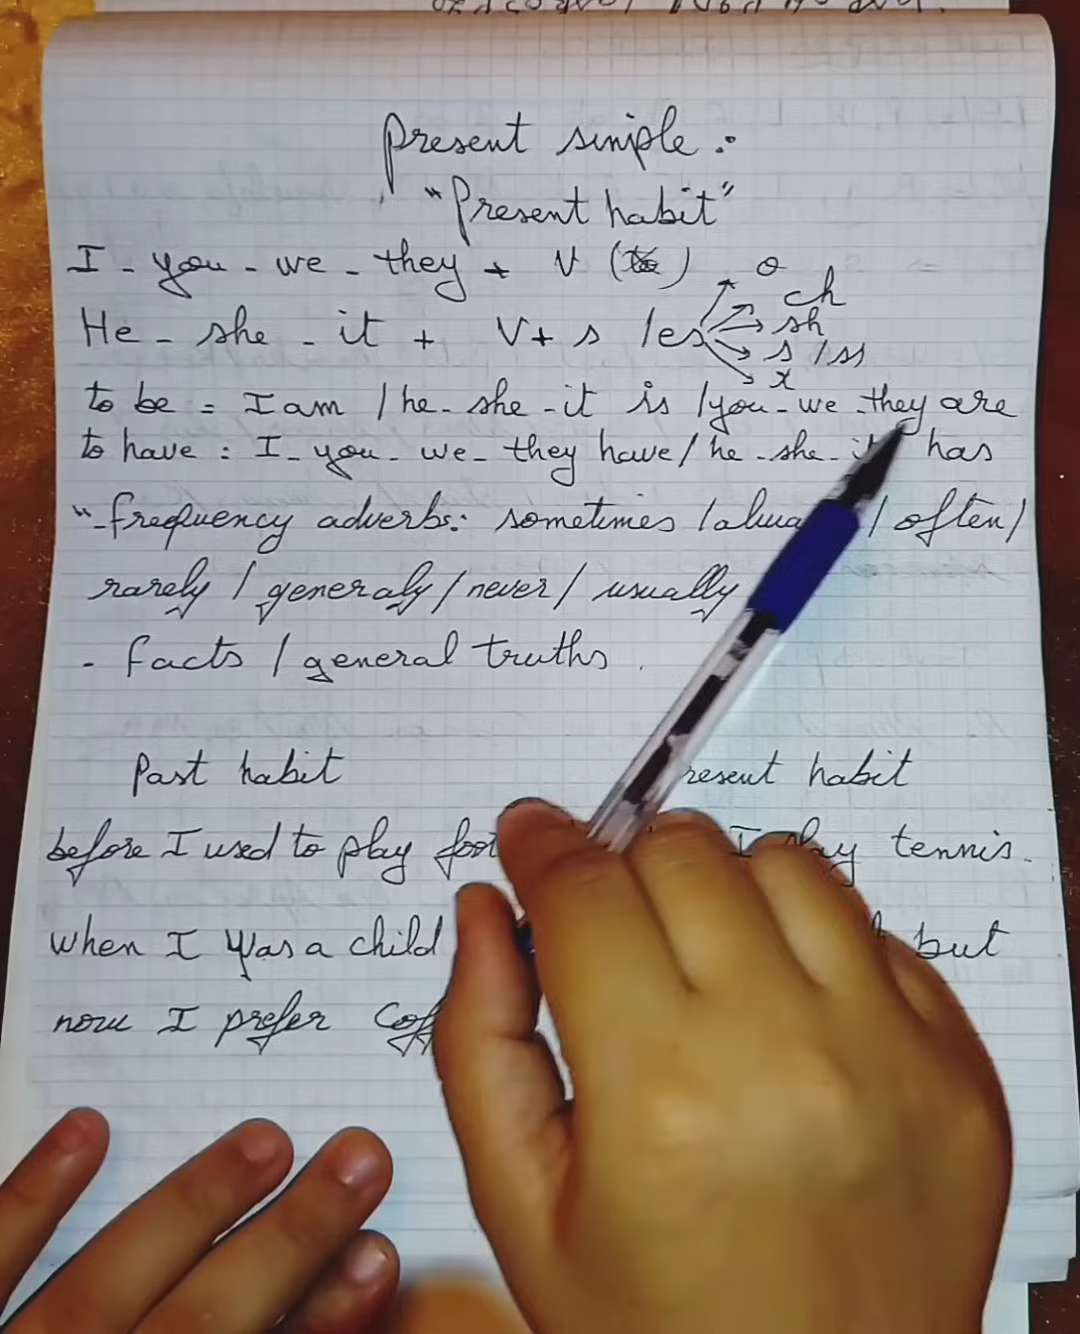 Present simple :
"Present habit"
I - you - we - they + V (to)
o
ch
He - she - it + V + s / es
sh
s / ss
x
to be = I am / he - she - it is / you - we - they are
to have : I - you - we - they have / he - she - it has
"- frequency adverbs: sometimes / / often /
rarely / generaly / never / usually
- facts / general truths.
Past habit
habit
before I used to play I play tennis.
when I was a child but
now I prefer